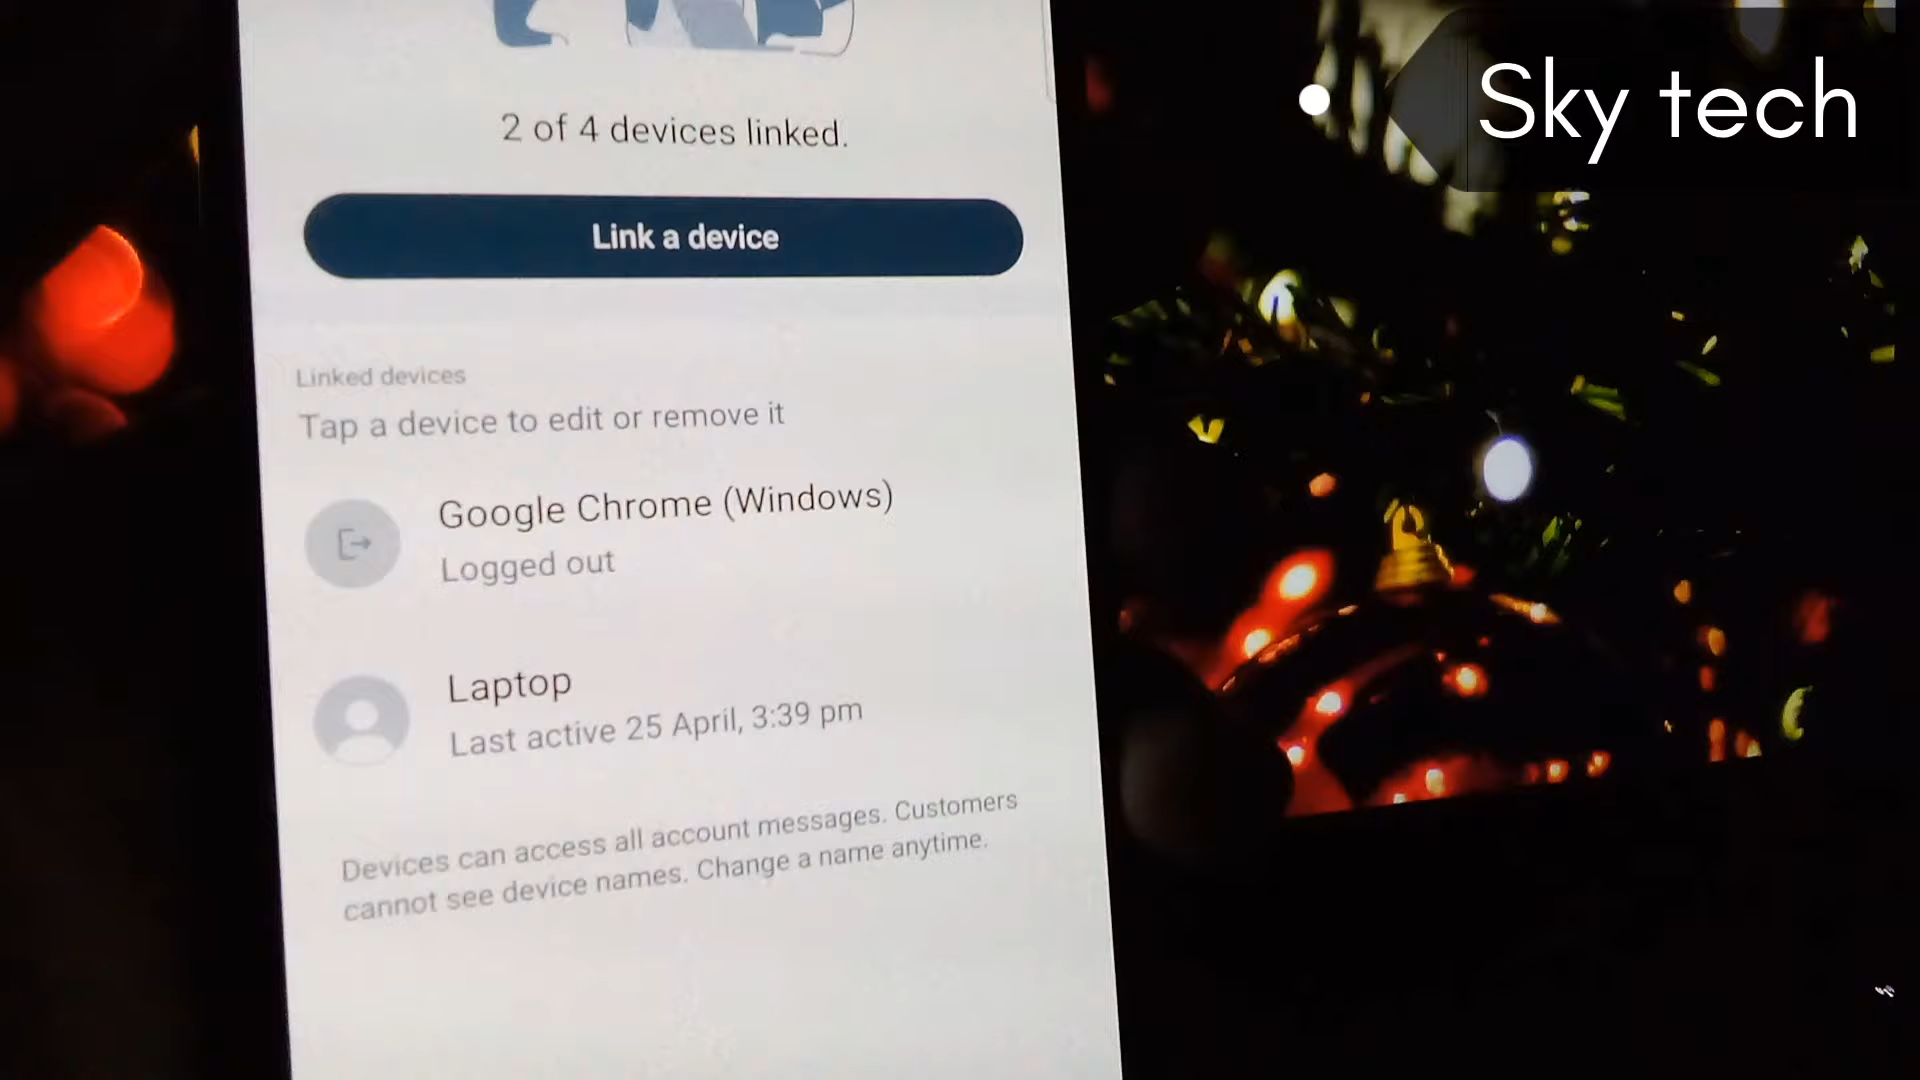 Sky tech
2 of 4 devices linked.
Link a device
Linked devices
Tap a device to edit or remove it
Google Chrome (Windows)
Logged out
Laptop
Last active 25 April, 3:39 pm
Devices can access all account messages. Customers
cannot see device names. Change a name anytime.